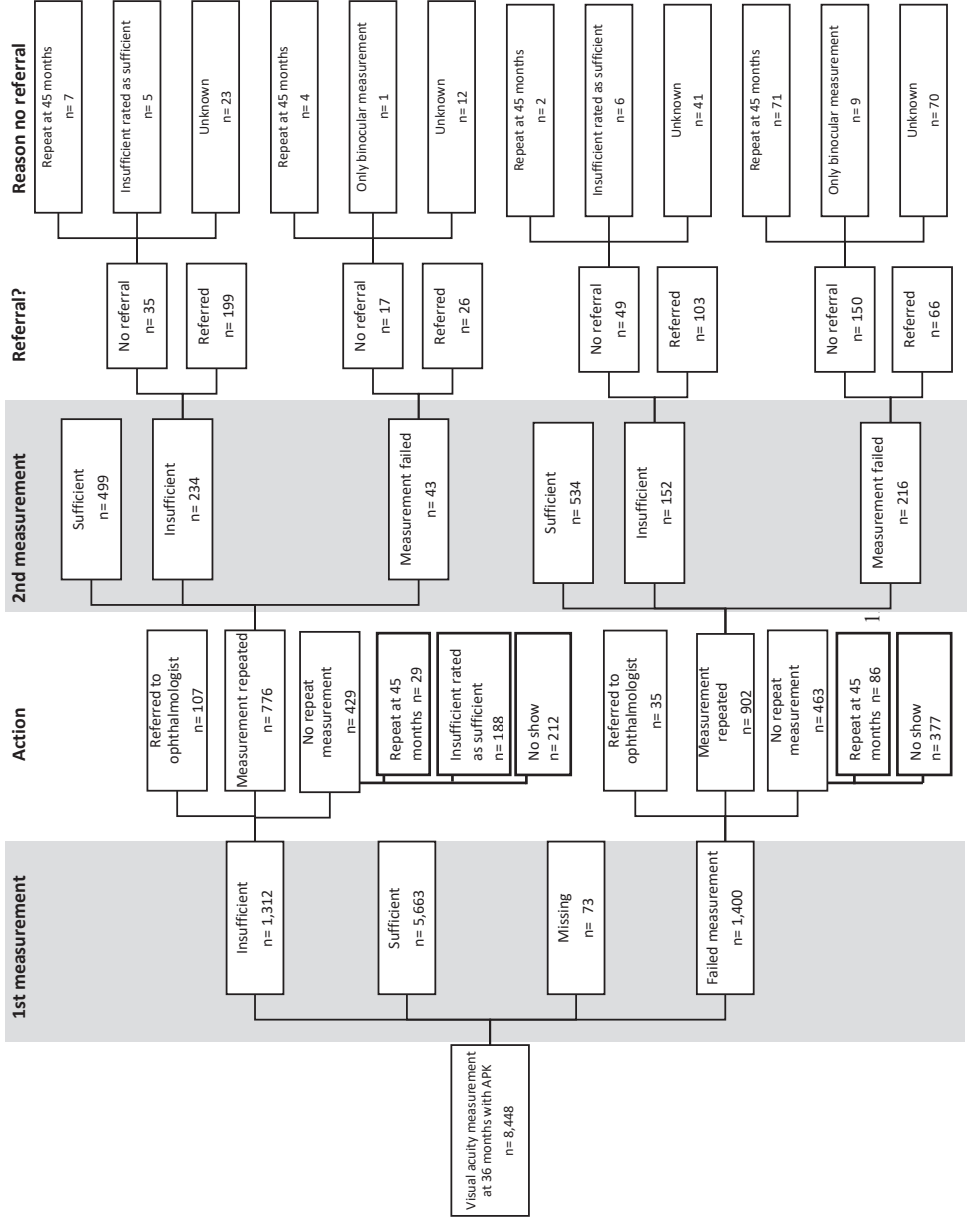 1st measurement
Action
2nd measurement
Referral?
Reason no referral
Visual acuity measurement
at 36 months with APK
n= 8,448
Insufficient
n= 1,312
Sufficient
n= 5,663
Missing
n= 73
Failed measurement
n= 1,400
Referred to
ophthalmologist
n= 107
Measurement repeated
n= 776
No repeat
measurement
n= 429
Repeat at 45
months n= 29
Insufficient rated
as sufficient
n= 188
No show
n= 212
Referred to
ophthalmologist
n= 35
Measurement
repeated
n= 902
No repeat
measurement
n= 463
Repeat at 45
months n= 86
No show
n= 377
1.
Sufficient
n= 499
Insufficient
n= 234
Measurement failed
n= 43
Sufficient
n= 534
Insufficient
n= 152
Measurement failed
n= 216
No referral
n= 35
Referred
n= 199
No referral
n= 17
Referred
n= 26
No referral
n= 49
Referred
n= 103
No referral
n= 150
Referred
n= 66
Repeat at 45 months
n= 7
Insufficient rated as sufficient
n= 5
Unknown
n= 23
Repeat at 45 months
n= 4
Only binocular measurement
n= 1
Unknown
n= 12
Repeat at 45 months
n= 2
Insufficient rated as sufficient
n= 6
Unknown
n= 41
Repeat at 45 months
n= 71
Only binocular measurement
n= 9
Unknown
n= 70